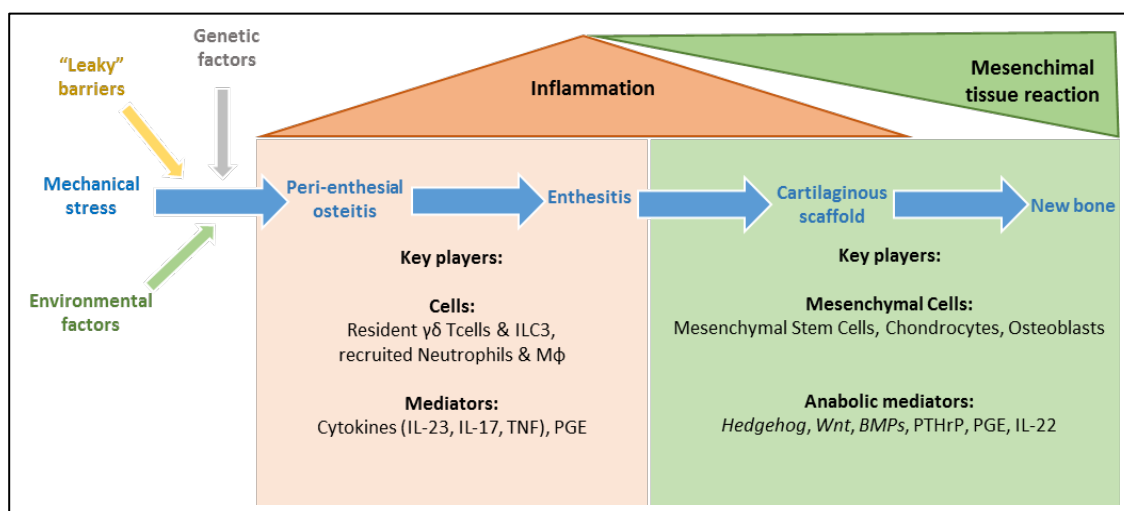 Genetic
factors
“Leaky”
barriers
Inflammation
Mesenchimal
tissue reaction
Mechanical
stress
Peri-enthesial
osteitis
Enthesitis
Cartilaginous
scaffold
New bone
Environmental
factors
Key players:
Cells:
Resident γδ Tcells & ILC3,
recruited Neutrophils & Mϕ
Mediators:
Cytokines (IL-23, IL-17, TNF), PGE
Key players:
Mesenchymal Cells:
Mesenchymal Stem Cells, Chondrocytes, Osteoblasts
Anabolic mediators:
Hedgehog, Wnt, BMPs, PTHrP, PGE, IL-22